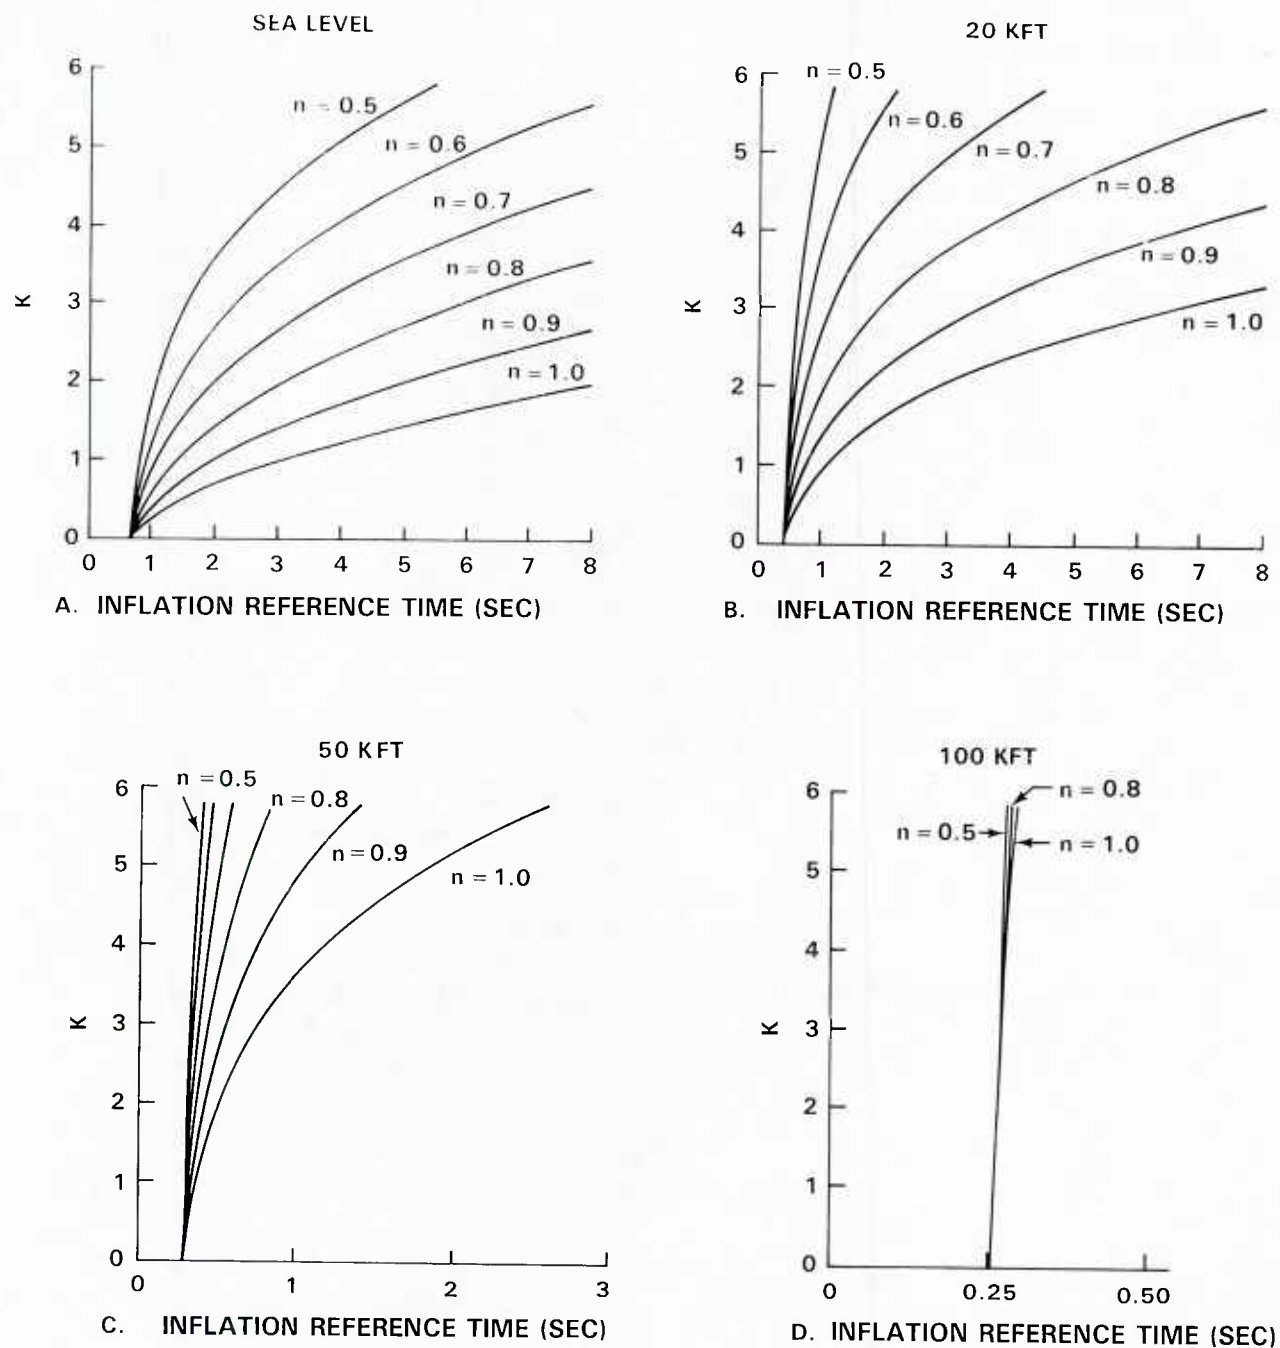 SEA LEVEL
K
6
5
4
3
2
1
0
n = 0.5
n = 0.6
n = 0.7
n = 0.8
n = 0.9
n = 1.0
0 1 2 3 4 5 6 7 8
A. INFLATION REFERENCE TIME (SEC)
20 KFT
K
6
5
4
3
2
1
0
n = 0.5
n = 0.6
n = 0.7
n = 0.8
n = 0.9
n = 1.0
0 1 2 3 4 5 6 7 8
B. INFLATION REFERENCE TIME (SEC)
50 KFT
K
6
5
4
3
2
1
0
n = 0.5
n = 0.8
n = 0.9
n = 1.0
0 1 2 3
C. INFLATION REFERENCE TIME (SEC)
100 KFT
K
6
5
4
3
2
1
0
n = 0.8
n = 0.5
n = 1.0
0 0.25 0.50
D. INFLATION REFERENCE TIME (SEC)